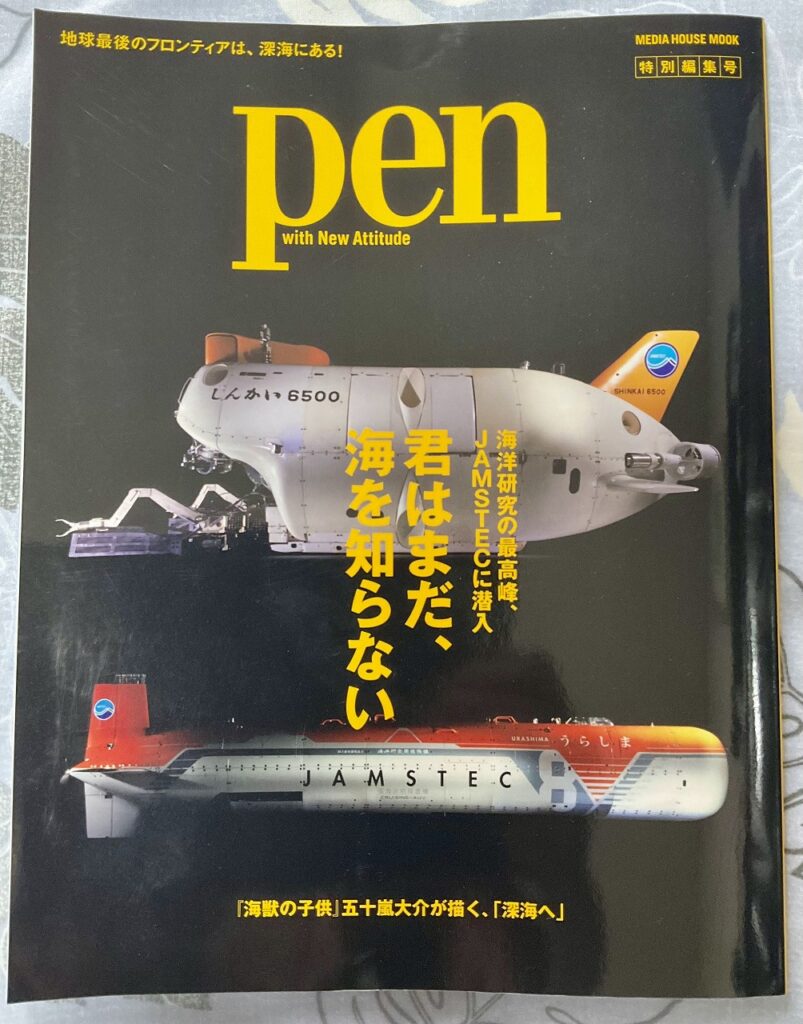 地球最後のフロンティアは、深海にある!
MEDIA HOUSE MOOK
特別編集号
pen
with New Attitude
しんかい 6500
JAMSTEC
SHINKAI 6500
海洋研究の最高峰、
JAMSTECに潜入
君はまだ、
海を知らない
URASHIMA うらしま
JAMSTEC
8
『海獣の子供』五十嵐大介が描く、「深海へ」